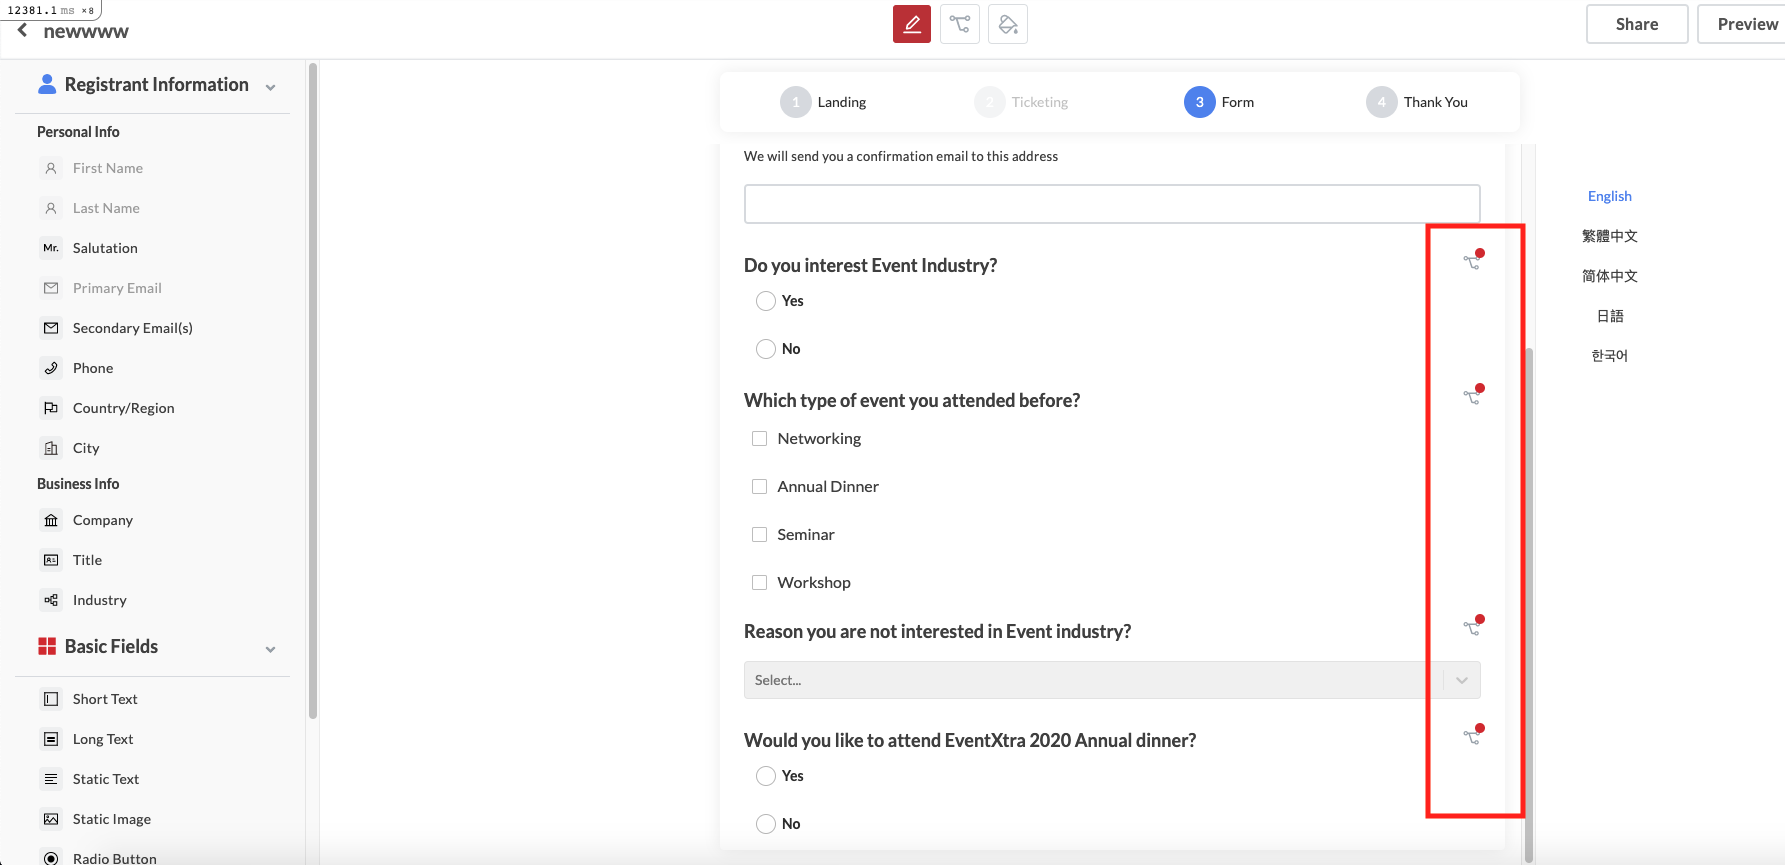 12381.1 ms ×8
newwww
Share
Preview
Registrant Information
Personal Info
First Name
Last Name
Mr. Salutation
Primary Email
Secondary Email(s)
Phone
Country/Region
City
Business Info
Company
Title
Industry
Basic Fields
Short Text
Long Text
Static Text
Static Image
Radio Button
1 Landing
2 Ticketing
3 Form
4 Thank You
We will send you a confirmation email to this address
Do you interest Event Industry?
Yes
No
Which type of event you attended before?
Networking
Annual Dinner
Seminar
Workshop
Reason you are not interested in Event industry?
Select...
Would you like to attend EventXtra 2020 Annual dinner?
Yes
No
English
繁體中文
简体中文
日語
한국어